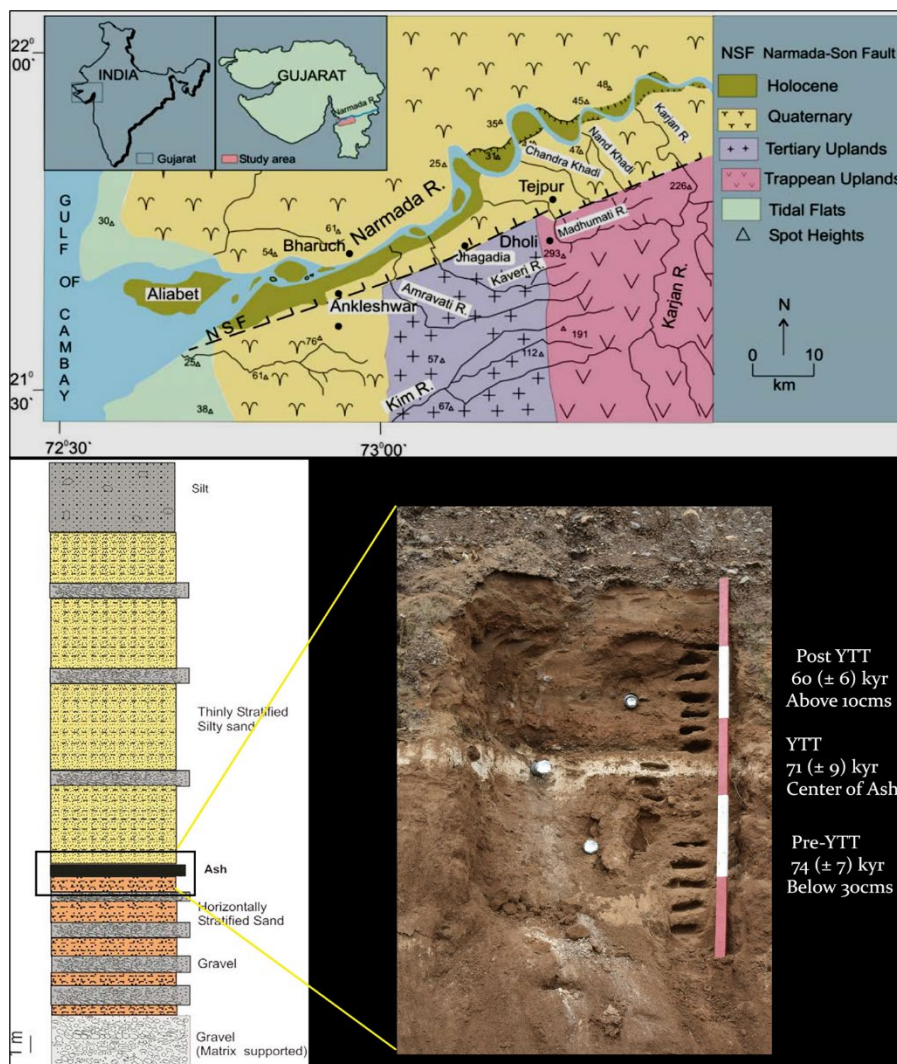 22°
00'
INDIA
Gujarat
GUJARAT
Narmada R.
Study area
NSF Narmada-Son Fault
Holocene
Quaternary
Tertiary Uplands
Trappean Uplands
Tidal Flats
Spot Heights
N
0 10
km
GULF OF CAMBAY
30
54
61
Bharuch
Narmada R.
25
35
31
45
48
47
Chandra Khadi
Nand Khadi
Karjan R.
226
Tejpur
Madhumati R.
Dholi
293
Jhagadia
Kaveri R.
Aliabet
Amravati R.
Ankleshwar
NSF
Karjan R.
191
76
57
112
25
61
Kim R.
67
38
21°
30'
72°30'
73°00'
Silt
Thinly Stratified
Silty sand
Ash
Horizontally
Stratified Sand
Gravel
Gravel
(Matrix supported)
1 m
Post YTT
60 (± 6) kyr
Above 10cms
YTT
71 (± 9) kyr
Center of Ash
Pre-YTT
74 (± 7) kyr
Below 30cms